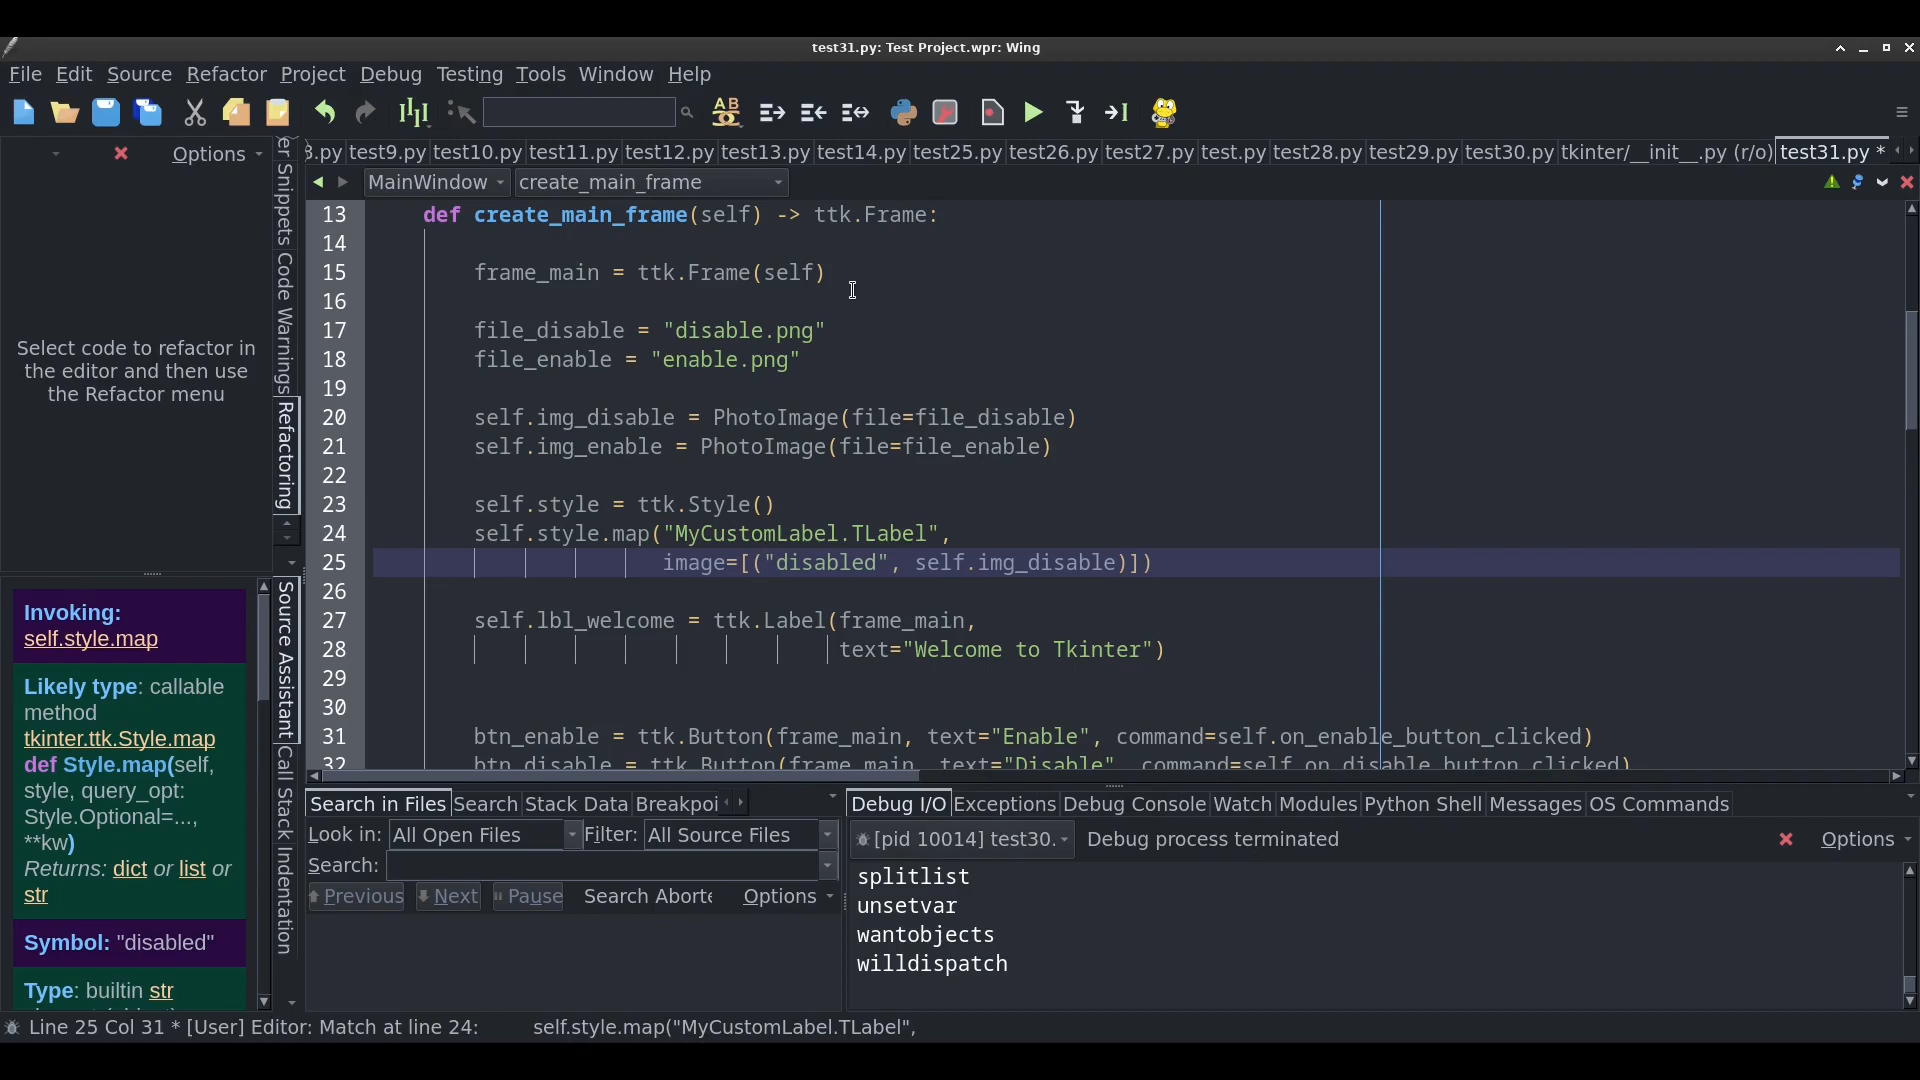 test31.py: Test Project.wpr: Wing
File Edit Source Refactor Project Debug Testing Tools Window Help
Options
3.py test9.py test10.py test11.py test12.py test13.py test14.py test25.py test26.py test27.py test.py test28.py test29.py test30.py tkinter/__init__.py (r/o) test31.py *
MainWindow create_main_frame
er Snippets
Code Warnings
Refactoring
Select code to refactor in
the editor and then use
the Refactor menu
13 def create_main_frame(self) -> ttk.Frame:
14
15 frame_main = ttk.Frame(self)
16
17 file_disable = "disable.png"
18 file_enable = "enable.png"
19
20 self.img_disable = PhotoImage(file=file_disable)
21 self.img_enable = PhotoImage(file=file_enable)
22
23 self.style = ttk.Style()
24 self.style.map("MyCustomLabel.TLabel",
25 image=[("disabled", self.img_disable)])
26
27 self.lbl_welcome = ttk.Label(frame_main,
28 text="Welcome to Tkinter")
29
30
31 btn_enable = ttk.Button(frame_main, text="Enable", command=self.on_enable_button_clicked)
32 btn_disable = ttk.Button(frame_main, text="Disable", command=self.on_disable_button_clicked)
Source Assistant
Call Stack
Indentation
Invoking:
self.style.map
Likely type: callable
method
tkinter.ttk.Style.map
def Style.map(self,
style, query_opt:
Style.Optional=...,
**kw)
Returns: dict or list or
str
Symbol: "disabled"
Type: builtin str
Search in Files Search Stack Data Breakpoi
Look in: All Open Files Filter: All Source Files
Search:
Previous Next Pause Search Aborte Options
Debug I/O Exceptions Debug Console Watch Modules Python Shell Messages OS Commands
[pid 10014] test30. Debug process terminated Options
splitlist
unsetvar
wantobjects
willdispatch
Line 25 Col 31 * [User] Editor: Match at line 24: self.style.map("MyCustomLabel.TLabel",